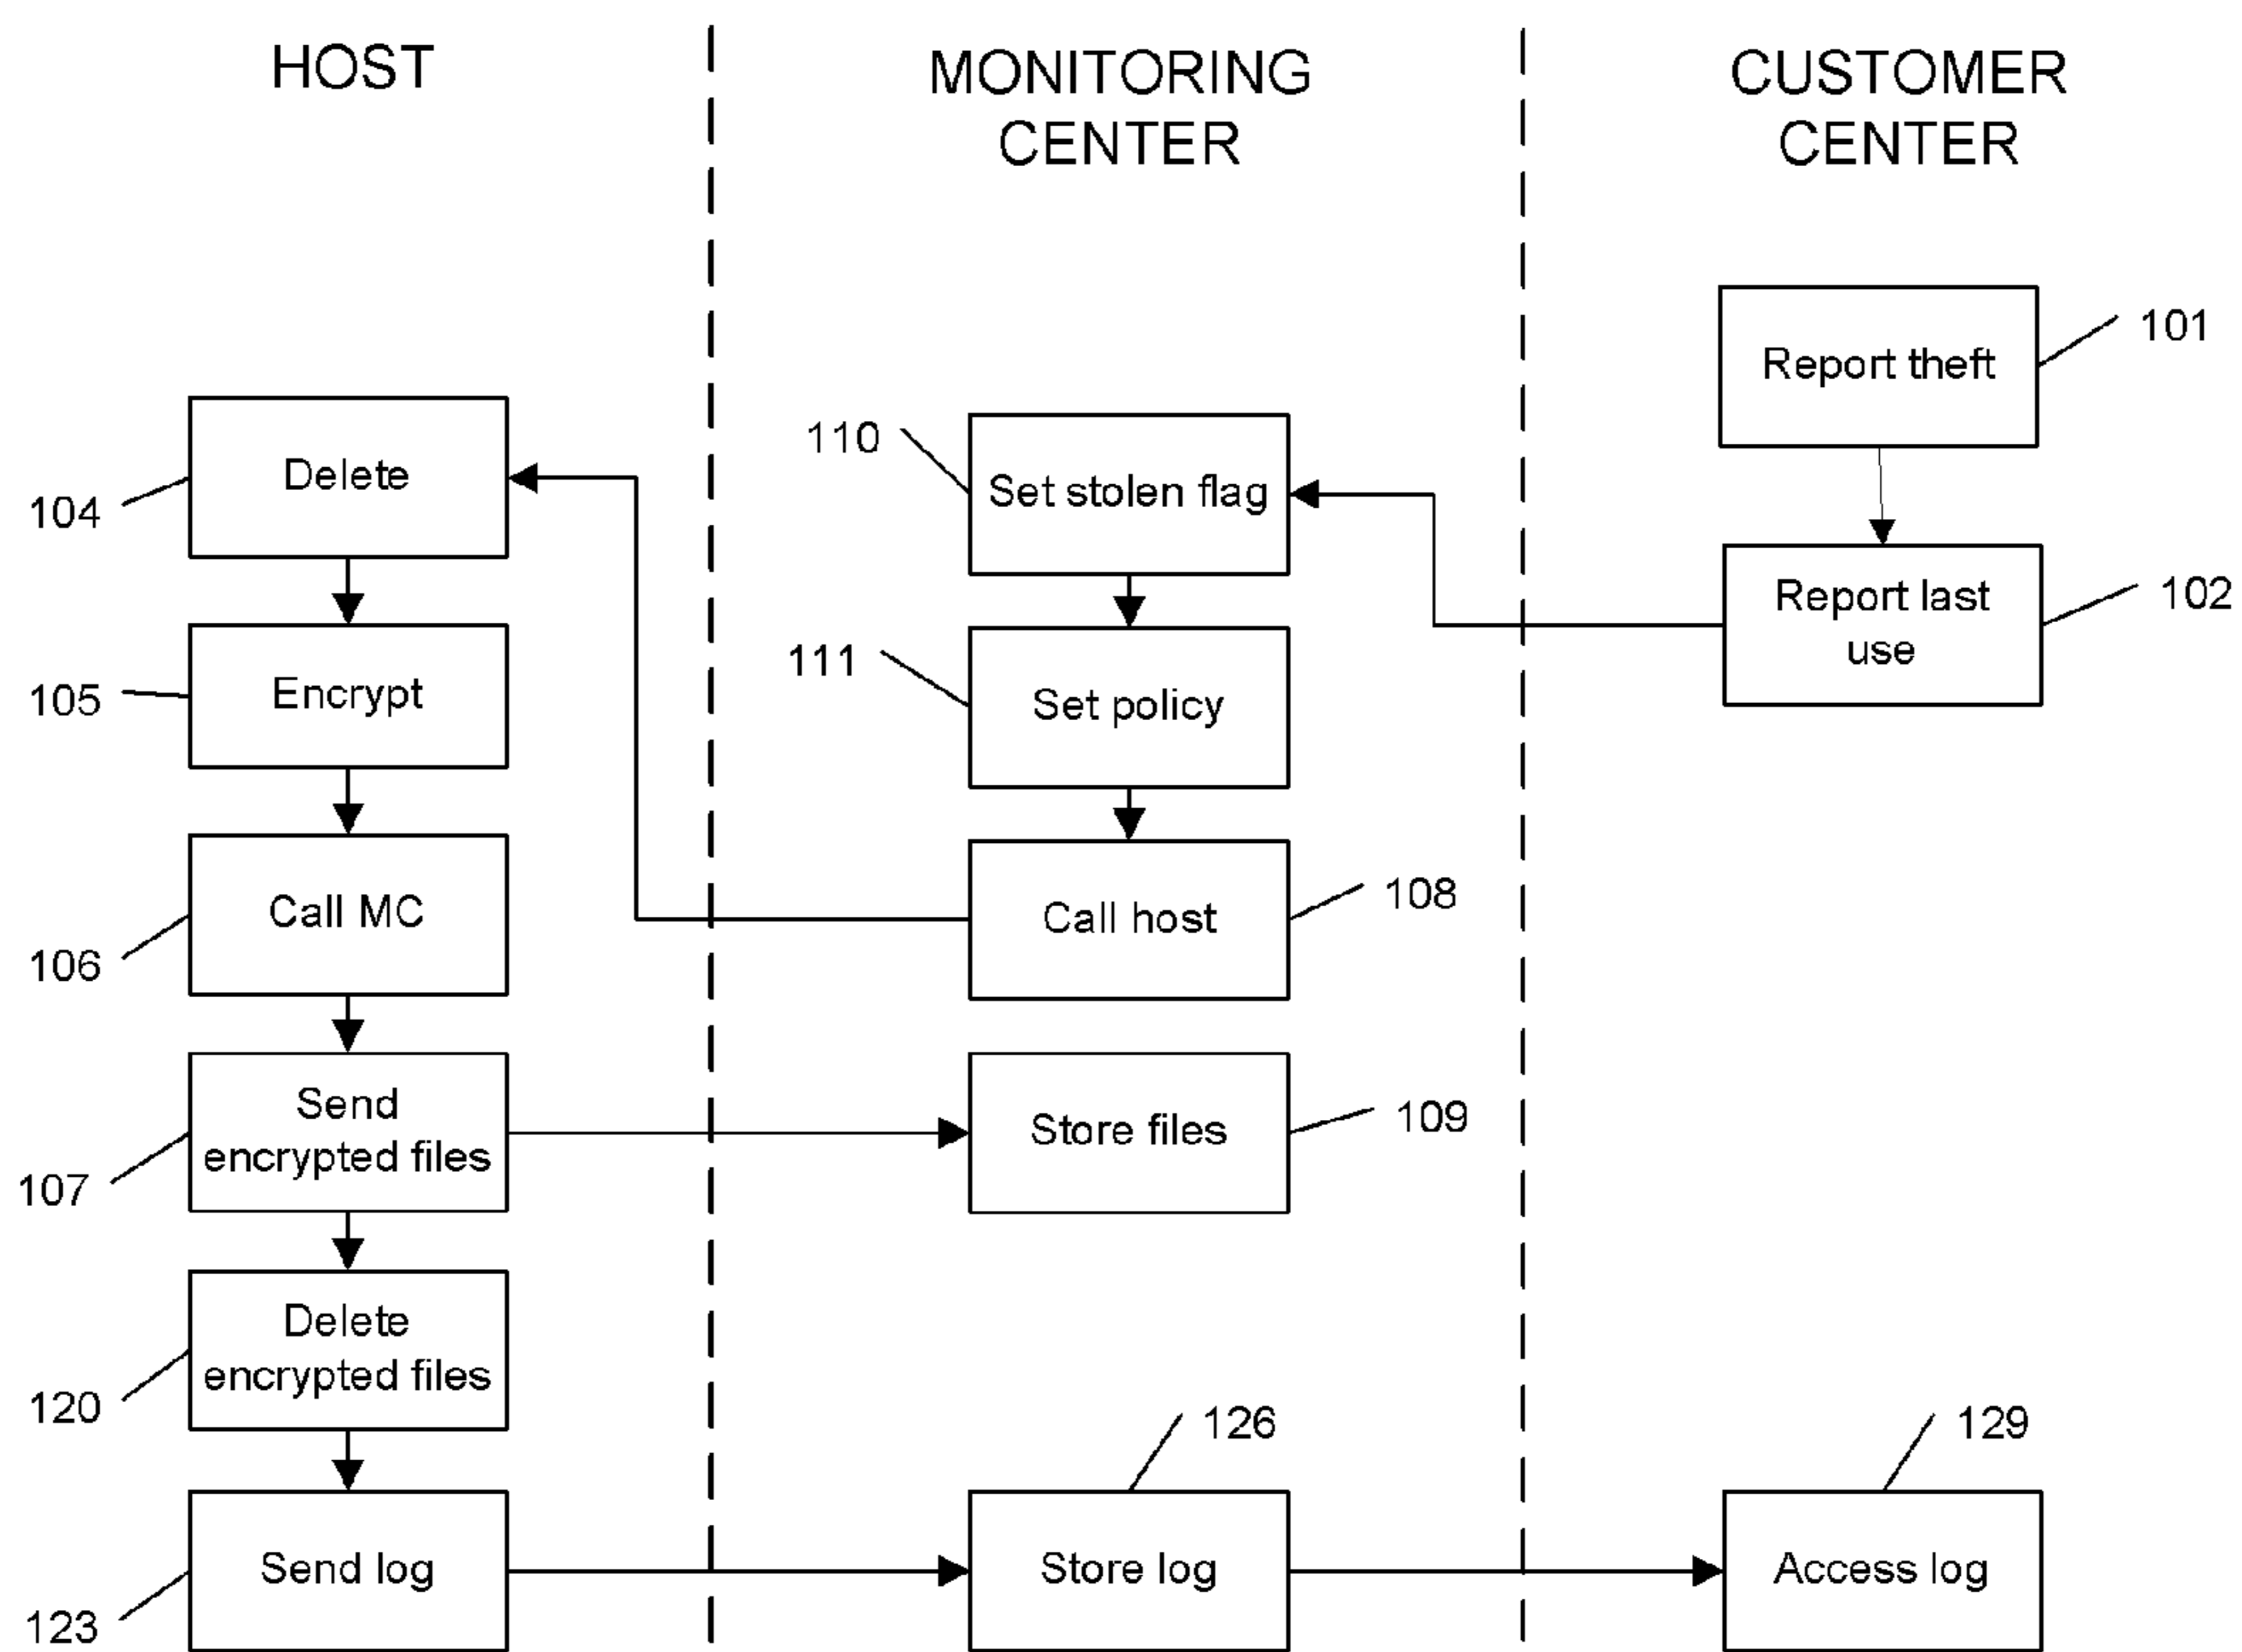 HOST
MONITORING
CENTER
CUSTOMER
CENTER
Report theft
101
Delete
104
110
Set stolen flag
Report last
use
102
Encrypt
105
111
Set policy
Call MC
106
Call host
108
Send
encrypted files
107
Store files
109
Delete
encrypted files
120
126
129
Send log
123
Store log
Access log